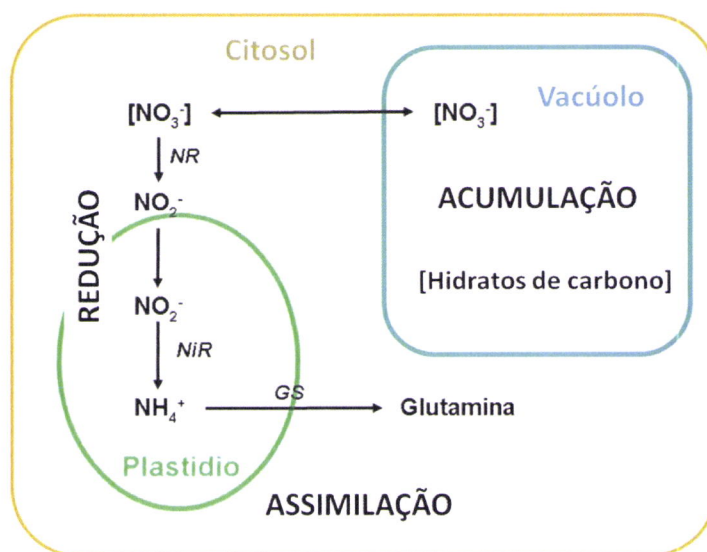 Citosol
Vacúolo
[NO₃⁻]
[NO₃⁻]
NR
NO₂⁻
ACUMULAÇÃO
REDUÇÃO
[Hidratos de carbono]
NO₂⁻
NiR
NH₄⁺
GS
Glutamina
Plastidio
ASSIMILAÇÃO